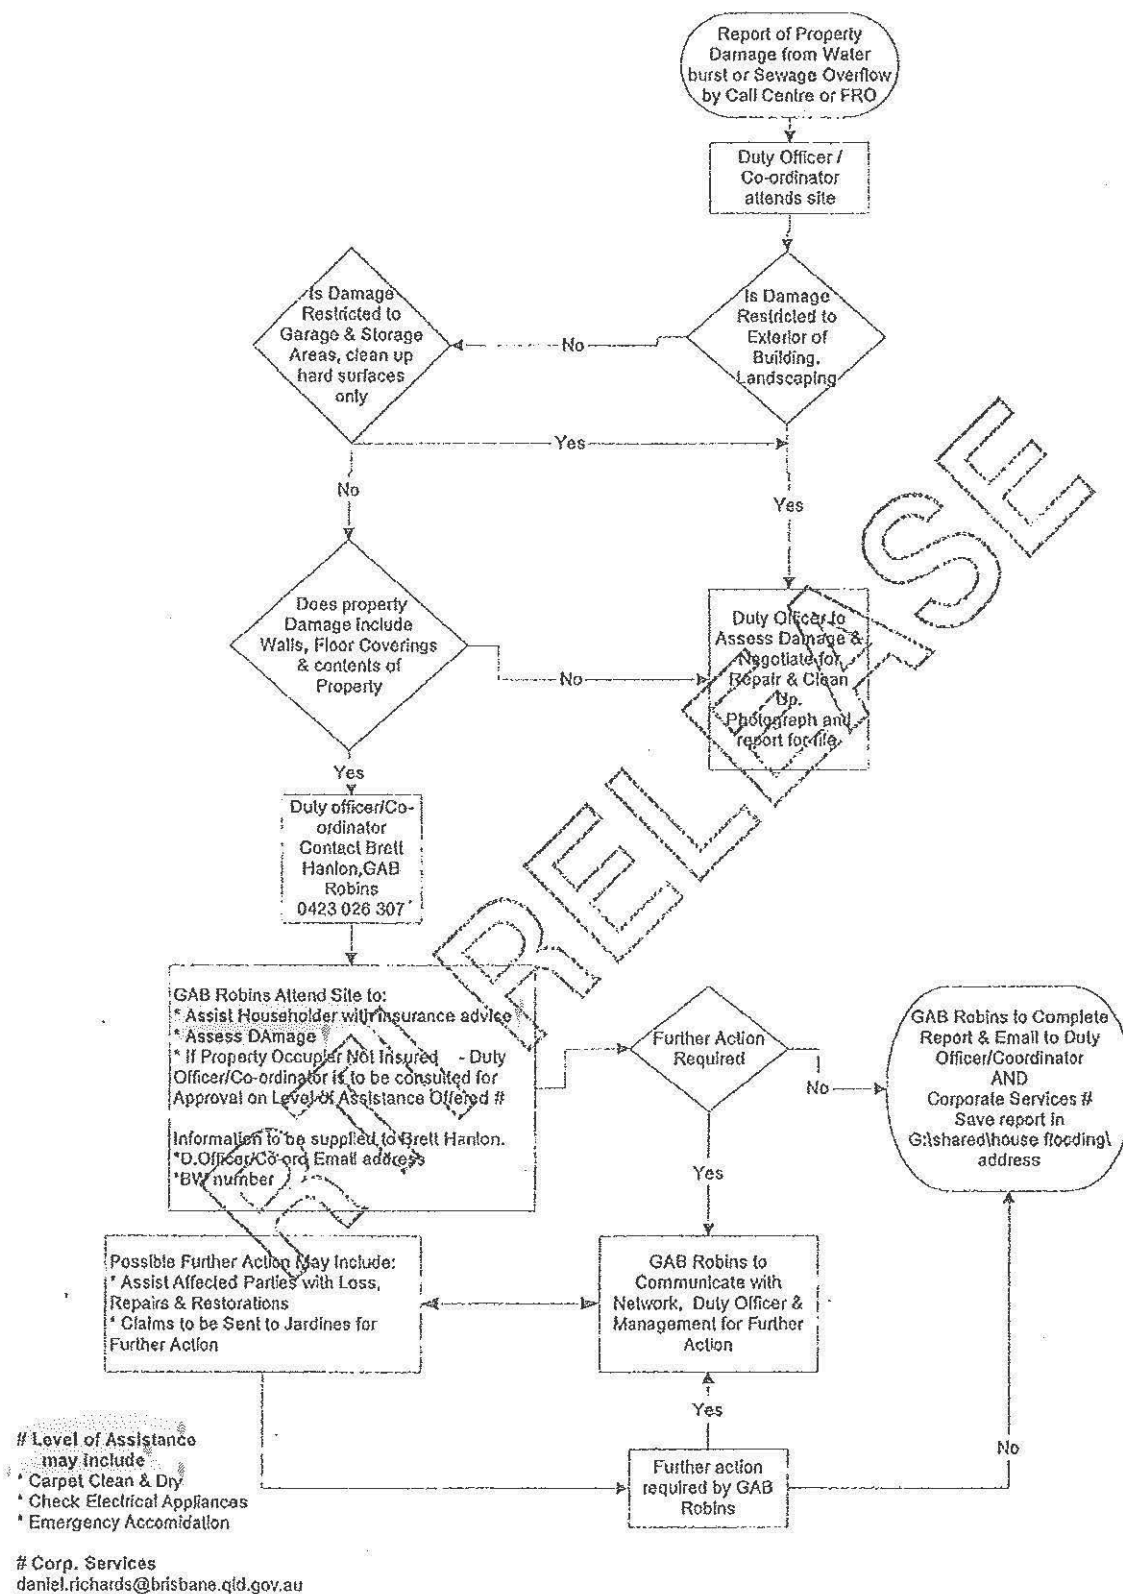 Report of Property
Damage from Water
burst or Sewage Overflow
by Call Centre or FRO
Duty Officer /
Co-ordinator
attends site
Is Damage
Restricted to
Exterior of
Building.
Landscaping
No
Is Damage
Restricted to
Garage & Storage
Areas, clean up
hard surfaces
only
Yes
No
Yes
Does property
Damage Include
Walls, Floor Coverings
& contents of
Property
No
Duty Officer to
Assess Damage &
Negotiate for
Repair & Clean
Up.
Photograph and
report for file.
Yes
Duty officer/Co-
ordinator
Contact Brett
Hanlon,GAB
Robins
0423 026 307
GAB Robins Attend Site to:
* Assist Householder with insurance advice
* Assess DAmage
* If Property Occupier Not Insured - Duty
Officer/Co-ordinator is to be consulted for
Approval on Level of Assistance Offered #
Information to be supplied to Brett Hanlon.
*D.Officer/Co-ord Email address
*BW number
Further Action
Required
No
GAB Robins to Complete
Report & Email to Duty
Officer/Coordinator
AND
Corporate Services #
Save report in
G:\shared\house flooding\
address
Yes
Possible Further Action May Include:
* Assist Affected Parties with Loss,
Repairs & Restorations
* Claims to be Sent to Jardines for
Further Action
GAB Robins to
Communicate with
Network, Duty Officer &
Management for Further
Action
Yes
Further action
required by GAB
Robins
No
# Level of Assistance
may include
* Carpet Clean & Dry
* Check Electrical Appliances
* Emergency Accomidation
# Corp. Services
daniel.richards@brisbane.qld.gov.au
RTI RELEASE